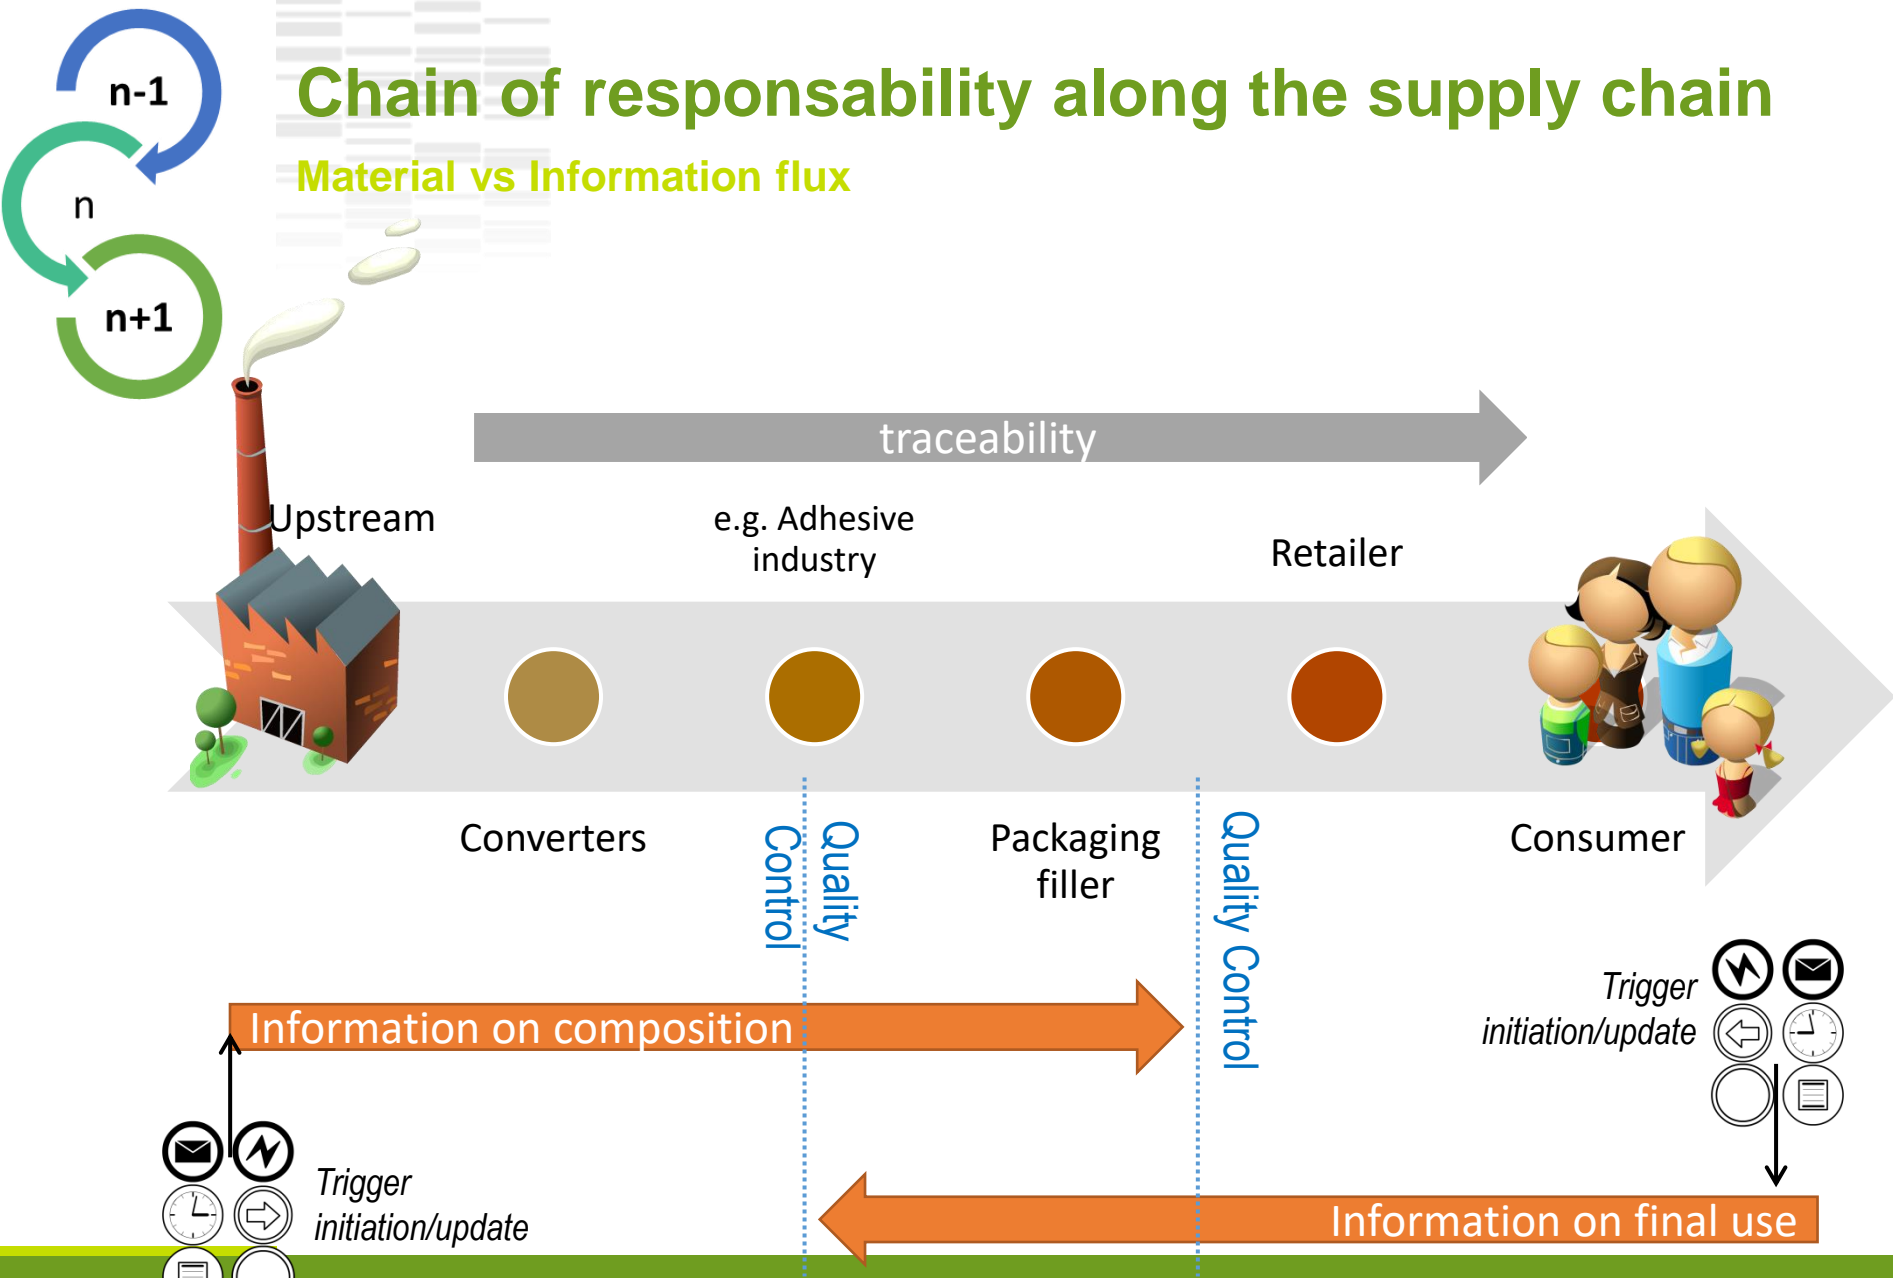 n-1
n
n+1
Chain of responsability along the supply chain
Material vs Information flux
traceability
Upstream
e.g. Adhesive
industry
Retailer
Converters
Quality
Control
Packaging
filler
Quality Control
Consumer
Information on composition
Trigger
initiation/update
Trigger
initiation/update
Information on final use